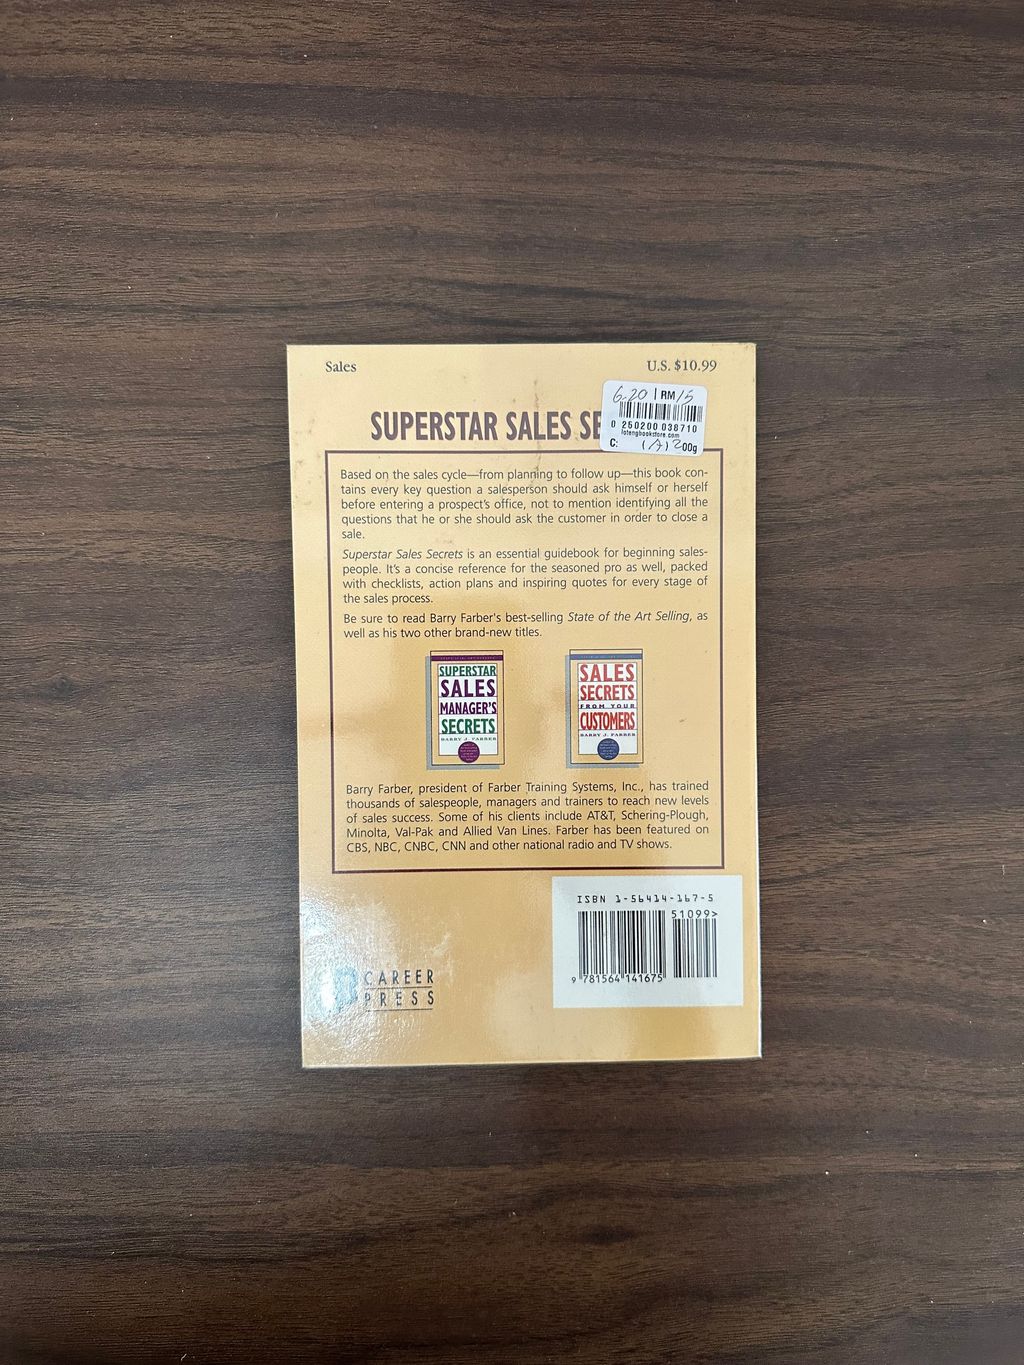 Sales
U.S. $10.99
6.20 | RM 15
0 250200 038710
lotengbookstore.com
C: (A) 200g
SUPERSTAR SALES SE
Based on the sales cycle—from planning to follow up—this book con-
tains every key question a salesperson should ask himself or herself
before entering a prospect's office, not to mention identifying all the
questions that he or she should ask the customer in order to close a
sale.
Superstar Sales Secrets is an essential guidebook for beginning sales-
people. It's a concise reference for the seasoned pro as well, packed
with checklists, action plans and inspiring quotes for every stage of
the sales process.
Be sure to read Barry Farber's best-selling State of the Art Selling, as
well as his two other brand-new titles.
SUPERSTAR
SALES
MANAGER'S
SECRETS
BARRY J. FARBER
SALES
SECRETS
FROM YOUR
CUSTOMERS
BARRY J. FARBER
Barry Farber, president of Farber Training Systems, Inc., has trained
thousands of salespeople, managers and trainers to reach new levels
of sales success. Some of his clients include AT&T, Schering-Plough,
Minolta, Val-Pak and Allied Van Lines. Farber has been featured on
CBS, NBC, CNBC, CNN and other national radio and TV shows.
ISBN 1-56414-167-5
51099>
9 781564 141675
CAREER
PRESS